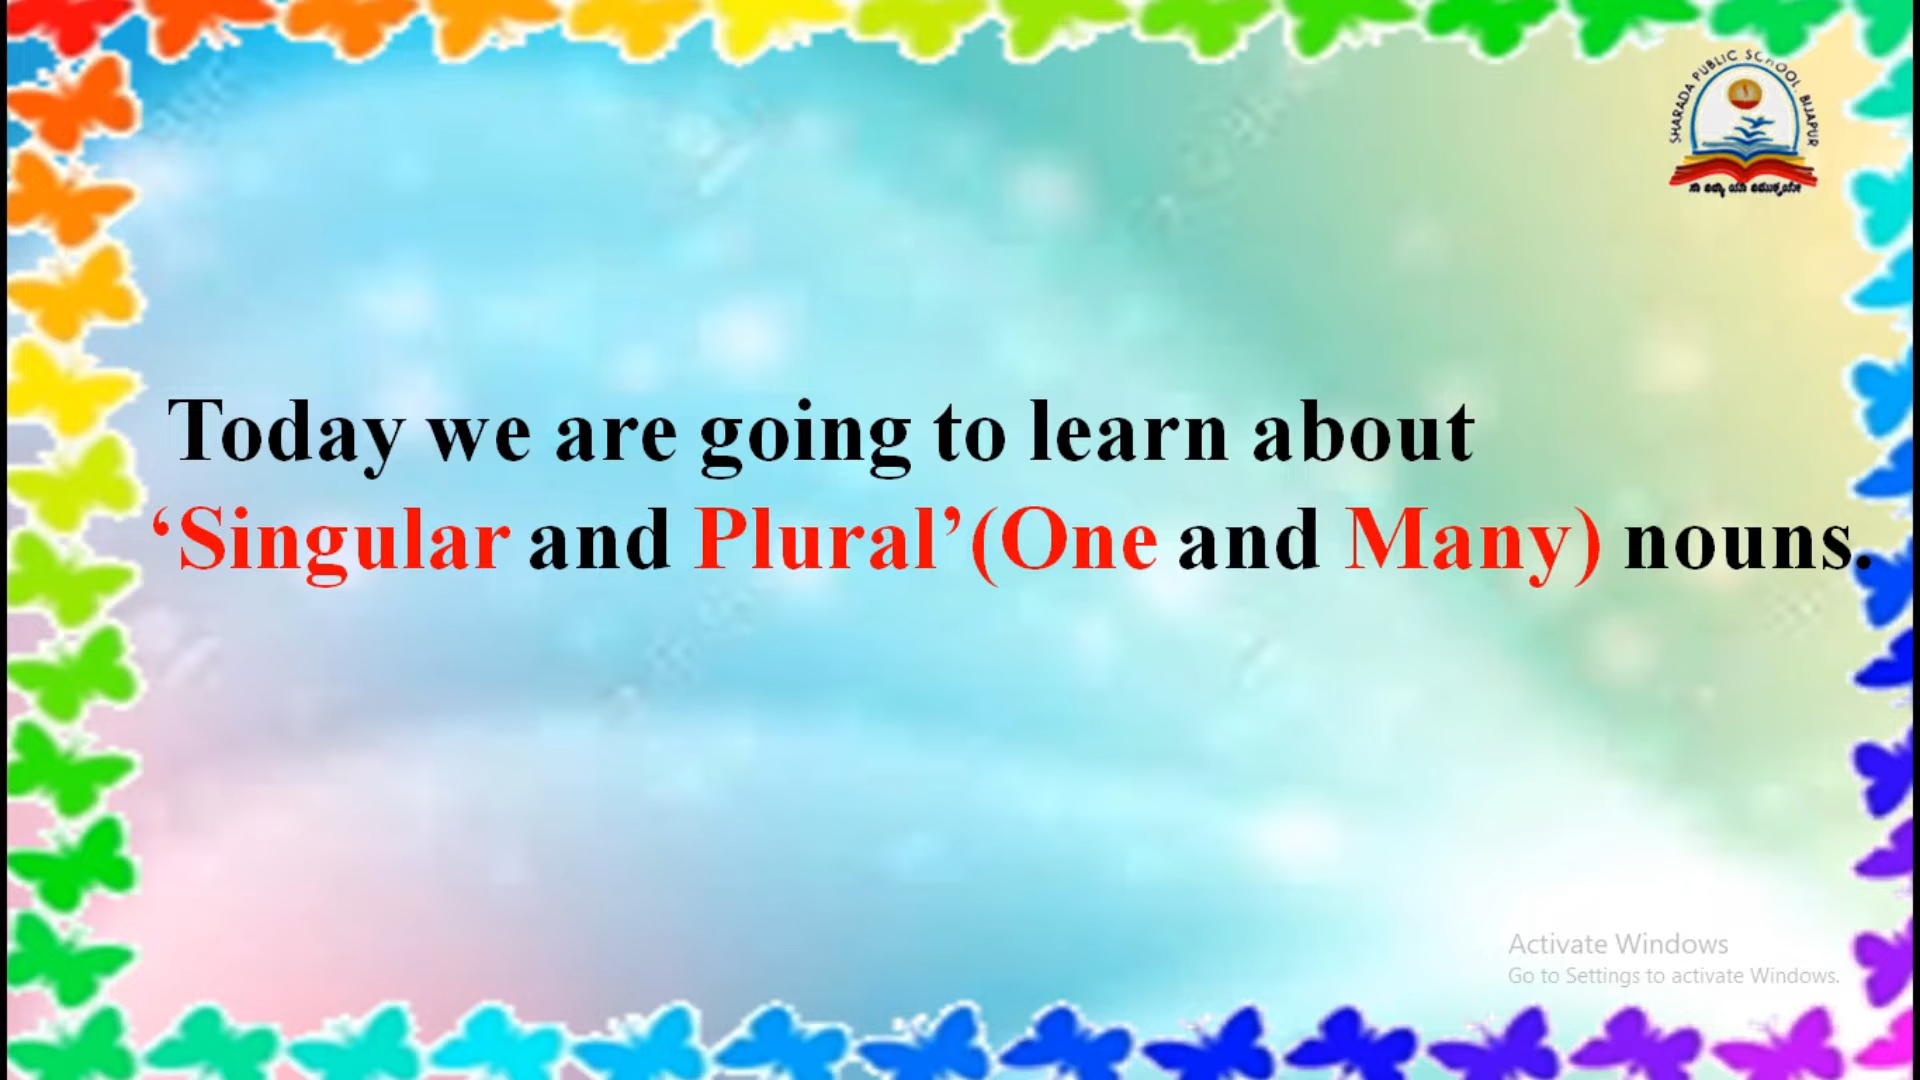 SHARADA PUBLIC SCHOOL, BIJAPUR
Today we are going to learn about
‘Singular and Plural’(One and Many) nouns.
Activate Windows
Go to Settings to activate Windows.